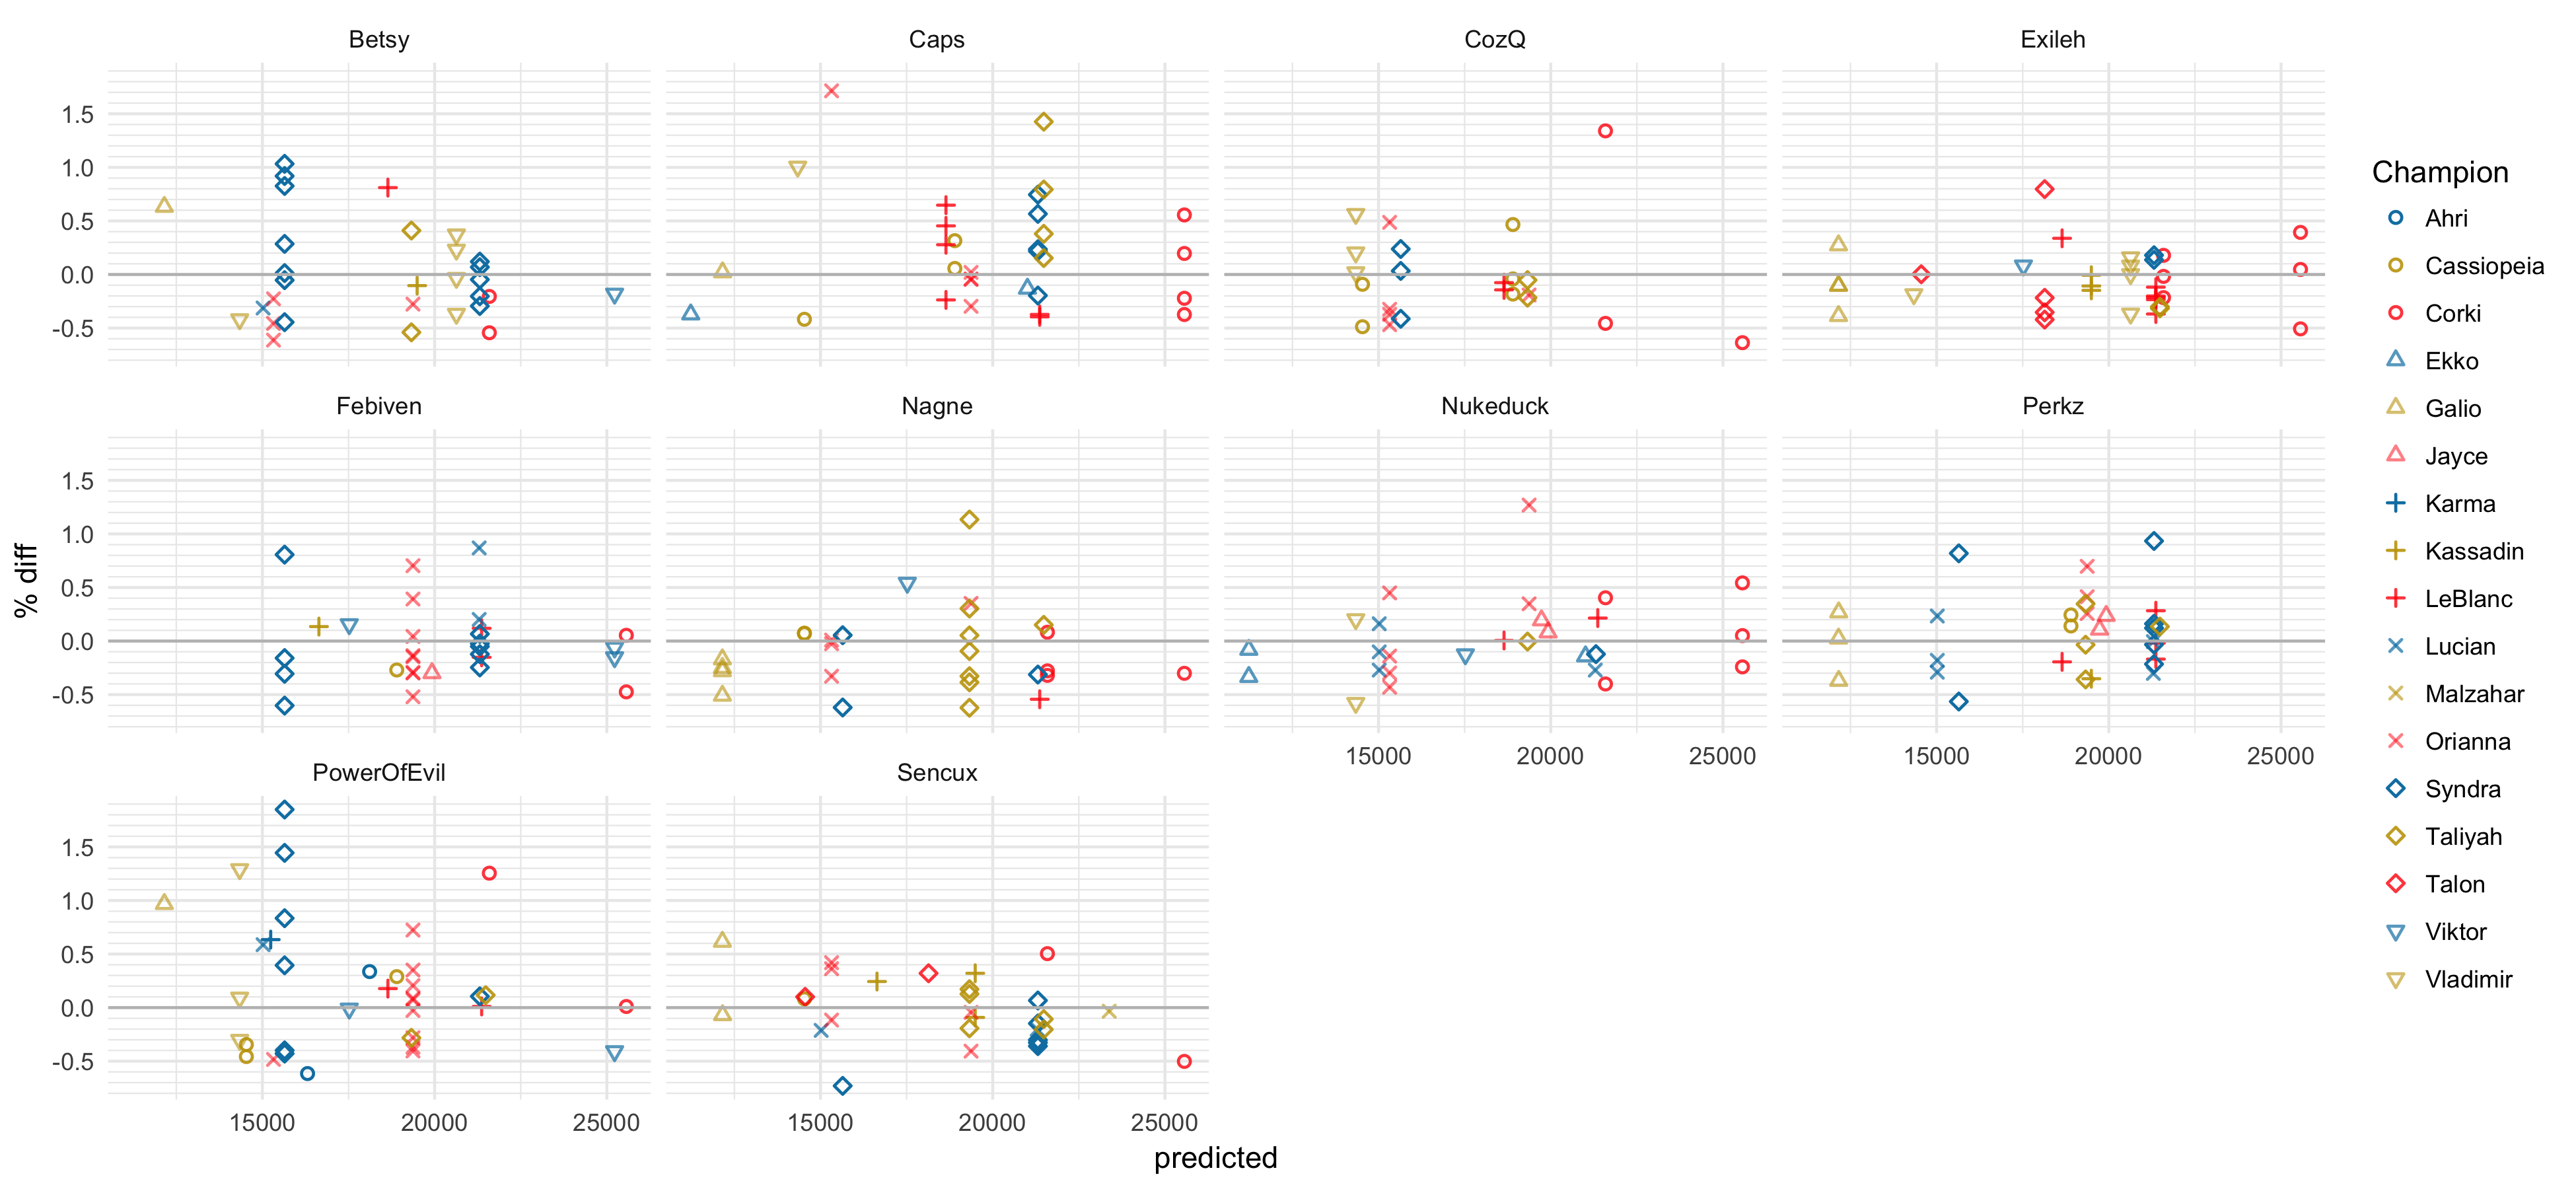 Betsy
Caps
CozQ
Exileh
1.5
1.0
0.5
0.0
-0.5
Febiven
Nagne
Nukeduck
Perkz
1.5
1.0
0.5
0.0
-0.5
15000 20000 25000
15000 20000 25000
PowerOfEvil
Sencux
1.5
1.0
0.5
0.0
-0.5
15000 20000 25000
15000 20000 25000
predicted
% diff
Champion
Ahri
Cassiopeia
Corki
Ekko
Galio
Jayce
Karma
Kassadin
LeBlanc
Lucian
Malzahar
Orianna
Syndra
Taliyah
Talon
Viktor
Vladimir